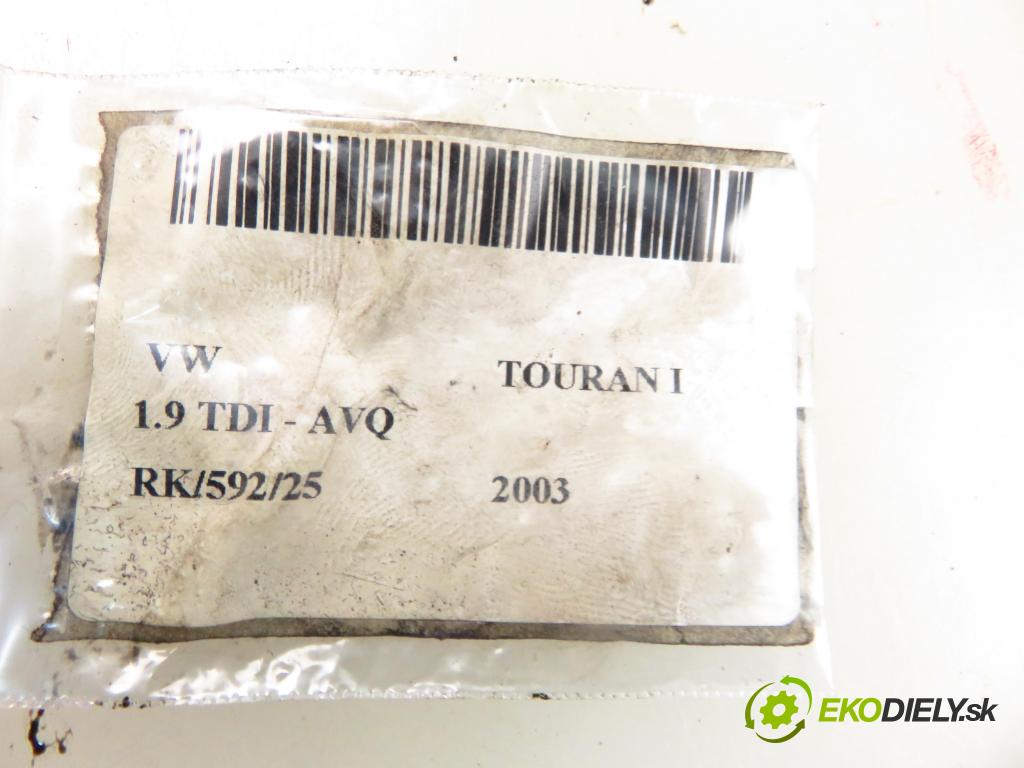 VW TOURAN I
1.9 TDI - AVQ
RK/592/25 2003
EKODIELY.sk